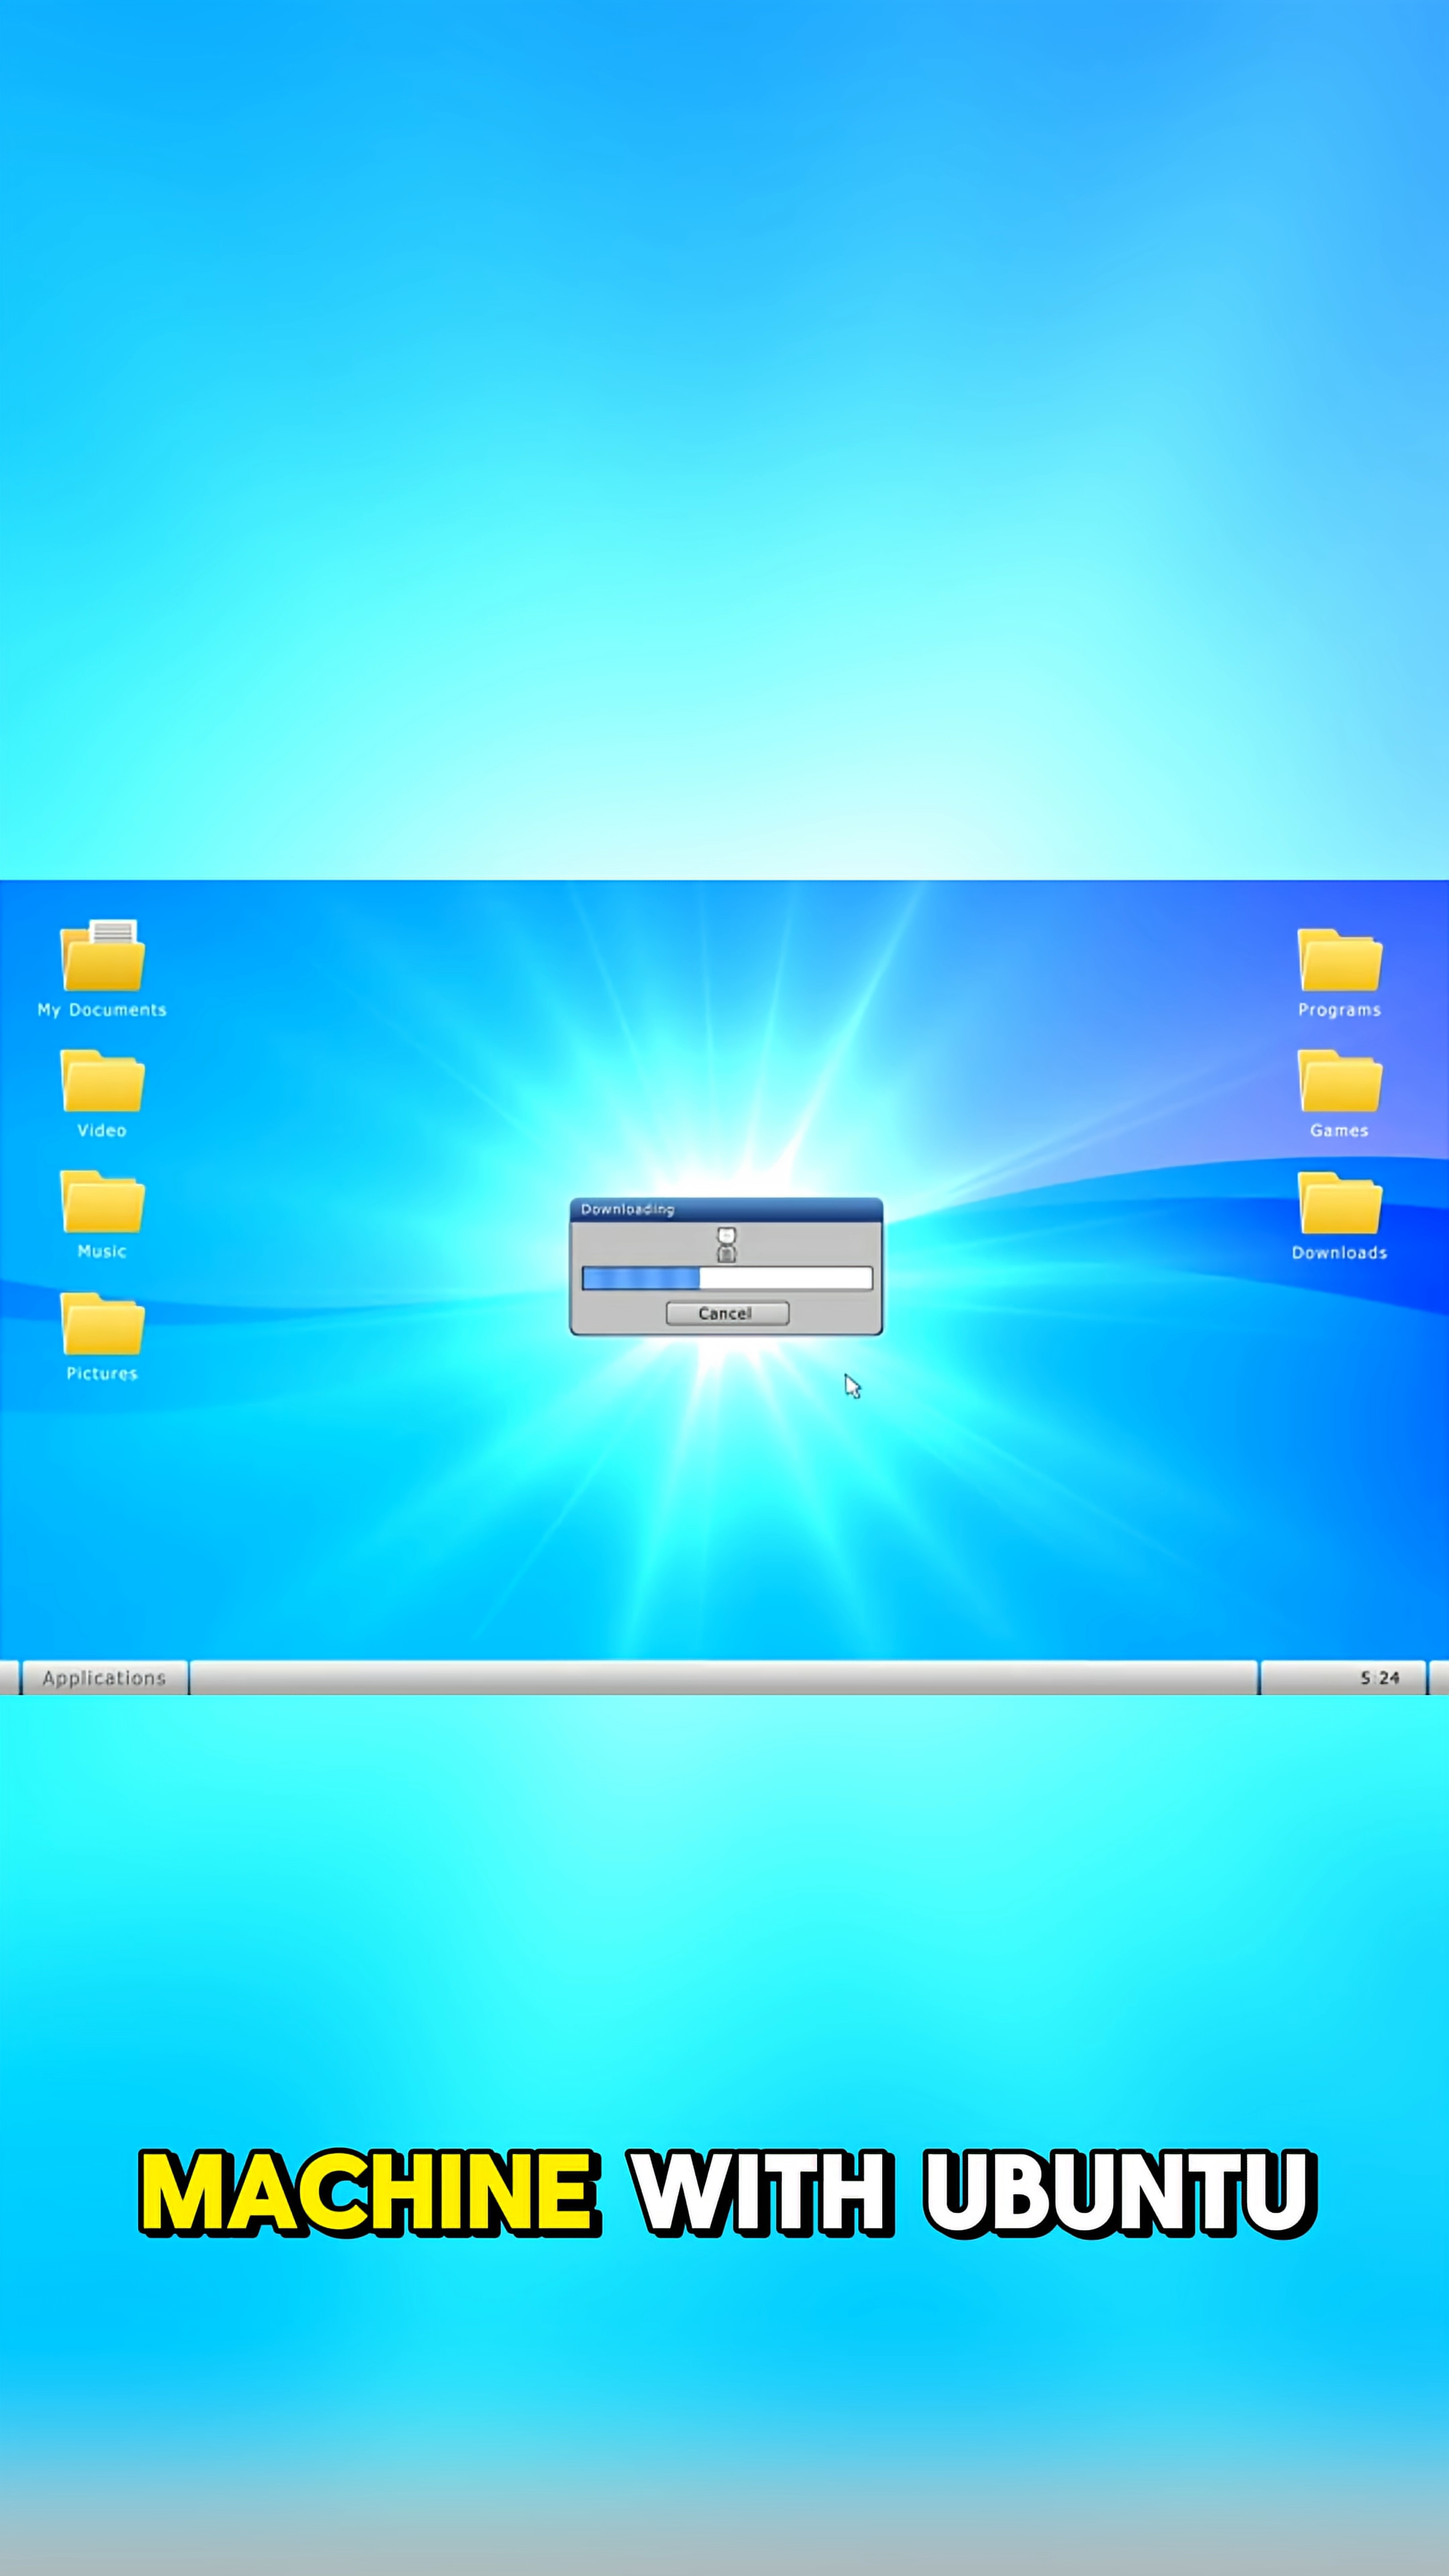 My Documents
Programs
Video
Games
Downloading
Music
Downloads
Cancel
Pictures
Applications
5:24
MACHINE WITH UBUNTU